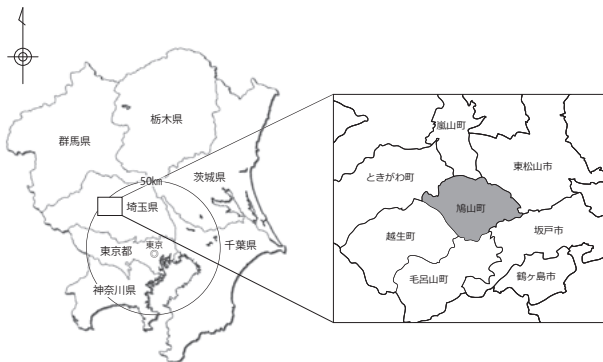 栃木県
群馬県
茨城県
50㎞
埼玉県
東京
東京都
千葉県
神奈川県
嵐山町
東松山市
ときがわ町
鳩山町
坂戸市
越生町
毛呂山町
鶴ヶ島市